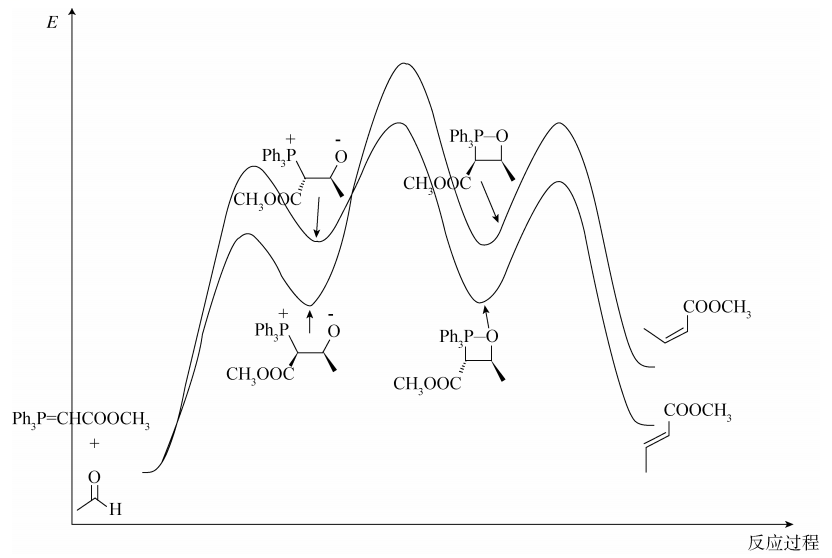 E
+
-
Ph3P
O
CH3OOC
Ph3P-O
CH3OOC
COOCH3
+
-
Ph3P
O
CH3OOC
Ph3P-O
CH3OOC
COOCH3
Ph3P=CHCOOCH3
+
O
H
反应过程